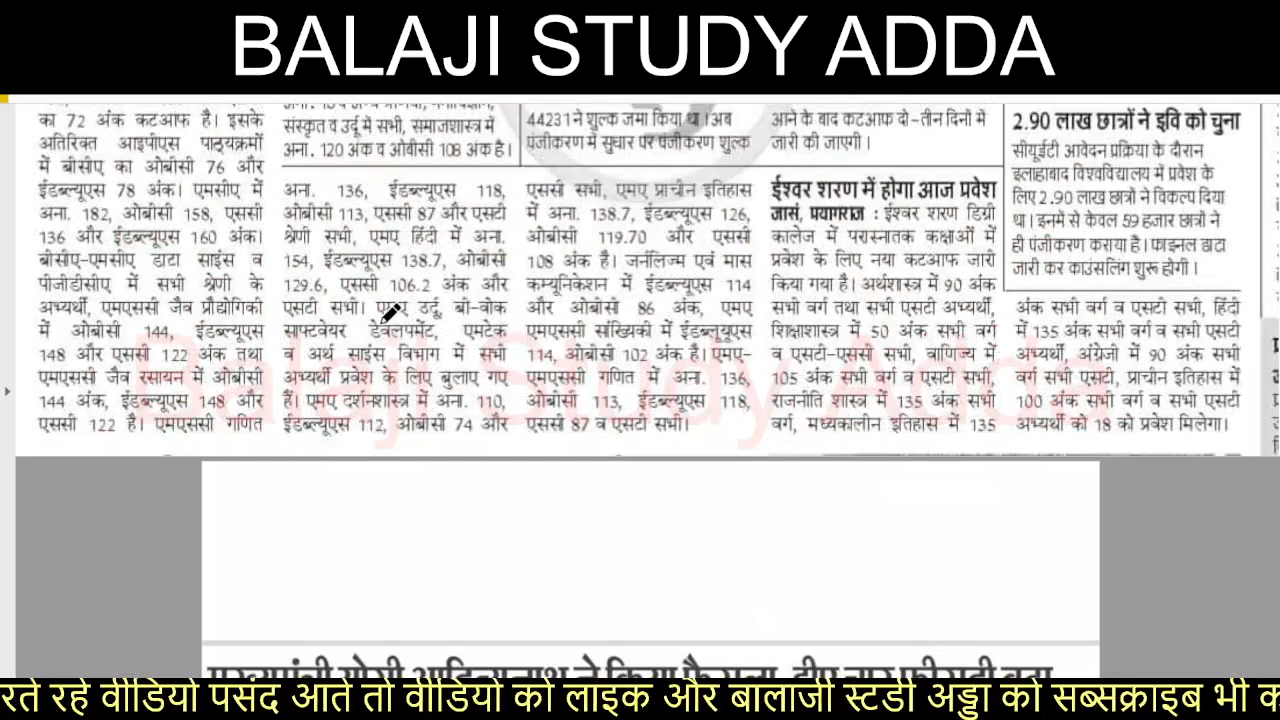 BALAJI STUDY ADDA
का 72 अंक कटआफ है। इसके
अतिरिक्त आइपीएस पाठ्यक्रमों
में बीसीए का ओबीसी 76 और
ईडब्ल्यूएस 78 अंक। एमसीए में
अना. 182, ओबीसी 158, एससी
136 और ईडब्ल्यूएस 160 अंक।
बीसीए-एमसीए डाटा साइंस व
पीजीडीसीए में सभी श्रेणी के
अभ्यर्थी, एमएससी जैव प्रौद्योगिकी
में ओबीसी 144, ईडब्ल्यूएस
148 और एससी 122 अंक तथा
एमएससी जैव रसायन में ओबीसी
144 अंक, ईडब्ल्यूएस 148 और
एससी 122 है। एमएससी गणित
संस्कृत व उर्दू में सभी, समाजशास्त्र में
अना. 120 अंक व ओबीसी 108 अंक है।
अना. 136, ईडब्ल्यूएस 118,
ओबीसी 113, एससी 87 और एसटी
श्रेणी सभी, एमए हिंदी में अना.
154, ईडब्ल्यूएस 138.7, ओबीसी
129.6, एससी 106.2 अंक और
एसटी सभी। उर्दू, बी-वोक
साफ्टवेयर डेवलपमेंट, एमटेक
व अर्थ साइंस विभाग में सभी
अभ्यर्थी प्रवेश के लिए बुलाए गए
हैं। एमए दर्शनशास्त्र में अना. 110,
ईडब्ल्यूएस 112, ओबीसी 74 और
44231 ने शुल्क जमा किया था। अब
पंजीकरण में सुधार पर पंजीकरण शुल्क
एससी सभी, एमए प्राचीन इतिहास
में अना. 138.7, ईडब्ल्यूएस 126,
ओबीसी 119.70 और एससी
108 अंक है। जर्नलिज्म एवं मास
कम्यूनिकेशन में ईडब्ल्यूएस 114
और ओबीसी 86 अंक, एमए
एमएससी सांख्यिकी में ईडब्लूयूएस
114, ओबीसी 102 अंक है। एमए-
एमएससी गणित में अना. 136,
ओबीसी 113, ईडब्ल्यूएस 118,
एससी 87 व एसटी सभी।
आने के बाद कटआफ दो-तीन दिनों में
जारी की जाएगी।
ईश्वर शरण में होगा आज प्रवेश
जासं, प्रयागराज : ईश्वर शरण डिग्री
कालेज में परास्नातक कक्षाओं में
प्रवेश के लिए नया कटआफ जारी
किया गया है। अर्थशास्त्र में 90 अंक
सभी वर्ग तथा सभी एसटी अभ्यर्थी,
शिक्षाशास्त्र में 50 अंक सभी वर्ग
व एसटी-एससी सभी, वाणिज्य में
105 अंक सभी वर्ग व एसटी सभी,
राजनीति शास्त्र में 135 अंक सभी
वर्ग, मध्यकालीन इतिहास में 135
2.90 लाख छात्रों ने इवि को चुना
सीयूईटी आवेदन प्रक्रिया के दौरान
इलाहाबाद विश्वविद्यालय में प्रवेश के
लिए 2.90 लाख छात्रों ने विकल्प दिया
था। इनमें से केवल 59 हजार छात्रों ने
ही पंजीकरण कराया है। फाइनल डाटा
जारी कर काउंसलिंग शुरू होगी।
अंक सभी वर्ग व एसटी सभी, हिंदी
में 135 अंक सभी वर्ग व सभी एसटी
अभ्यर्थी, अंग्रेजी में 90 अंक सभी
वर्ग सभी एसटी, प्राचीन इतिहास में
100 अंक सभी वर्ग व सभी एसटी
अभ्यर्थी को 18 को प्रवेश मिलेगा।
Balaji Study Adda
रते रहे वीडियो पसंद आते तो वीडियो को लाइक और बालाजी स्टडी अड्डा को सब्सक्राइब भी क